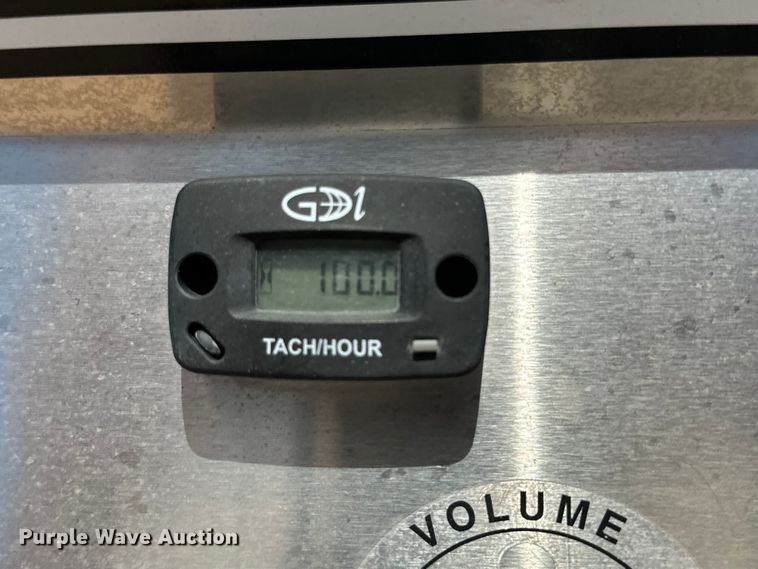 GDI
100.0
TACH/HOUR
VOLUME
Purple Wave Auction